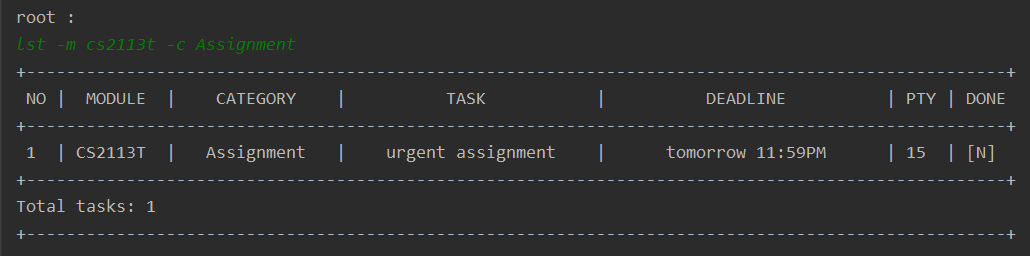 root :
lst -m cs2113t -c Assignment
+--------------------------------------------------------------------------------------------------+
NO | MODULE | CATEGORY | TASK | DEADLINE | PTY | DONE
+--------------------------------------------------------------------------------------------------+
1 | CS2113T | Assignment | urgent assignment | tomorrow 11:59PM | 15 | [N]
+--------------------------------------------------------------------------------------------------+
Total tasks: 1
+--------------------------------------------------------------------------------------------------+